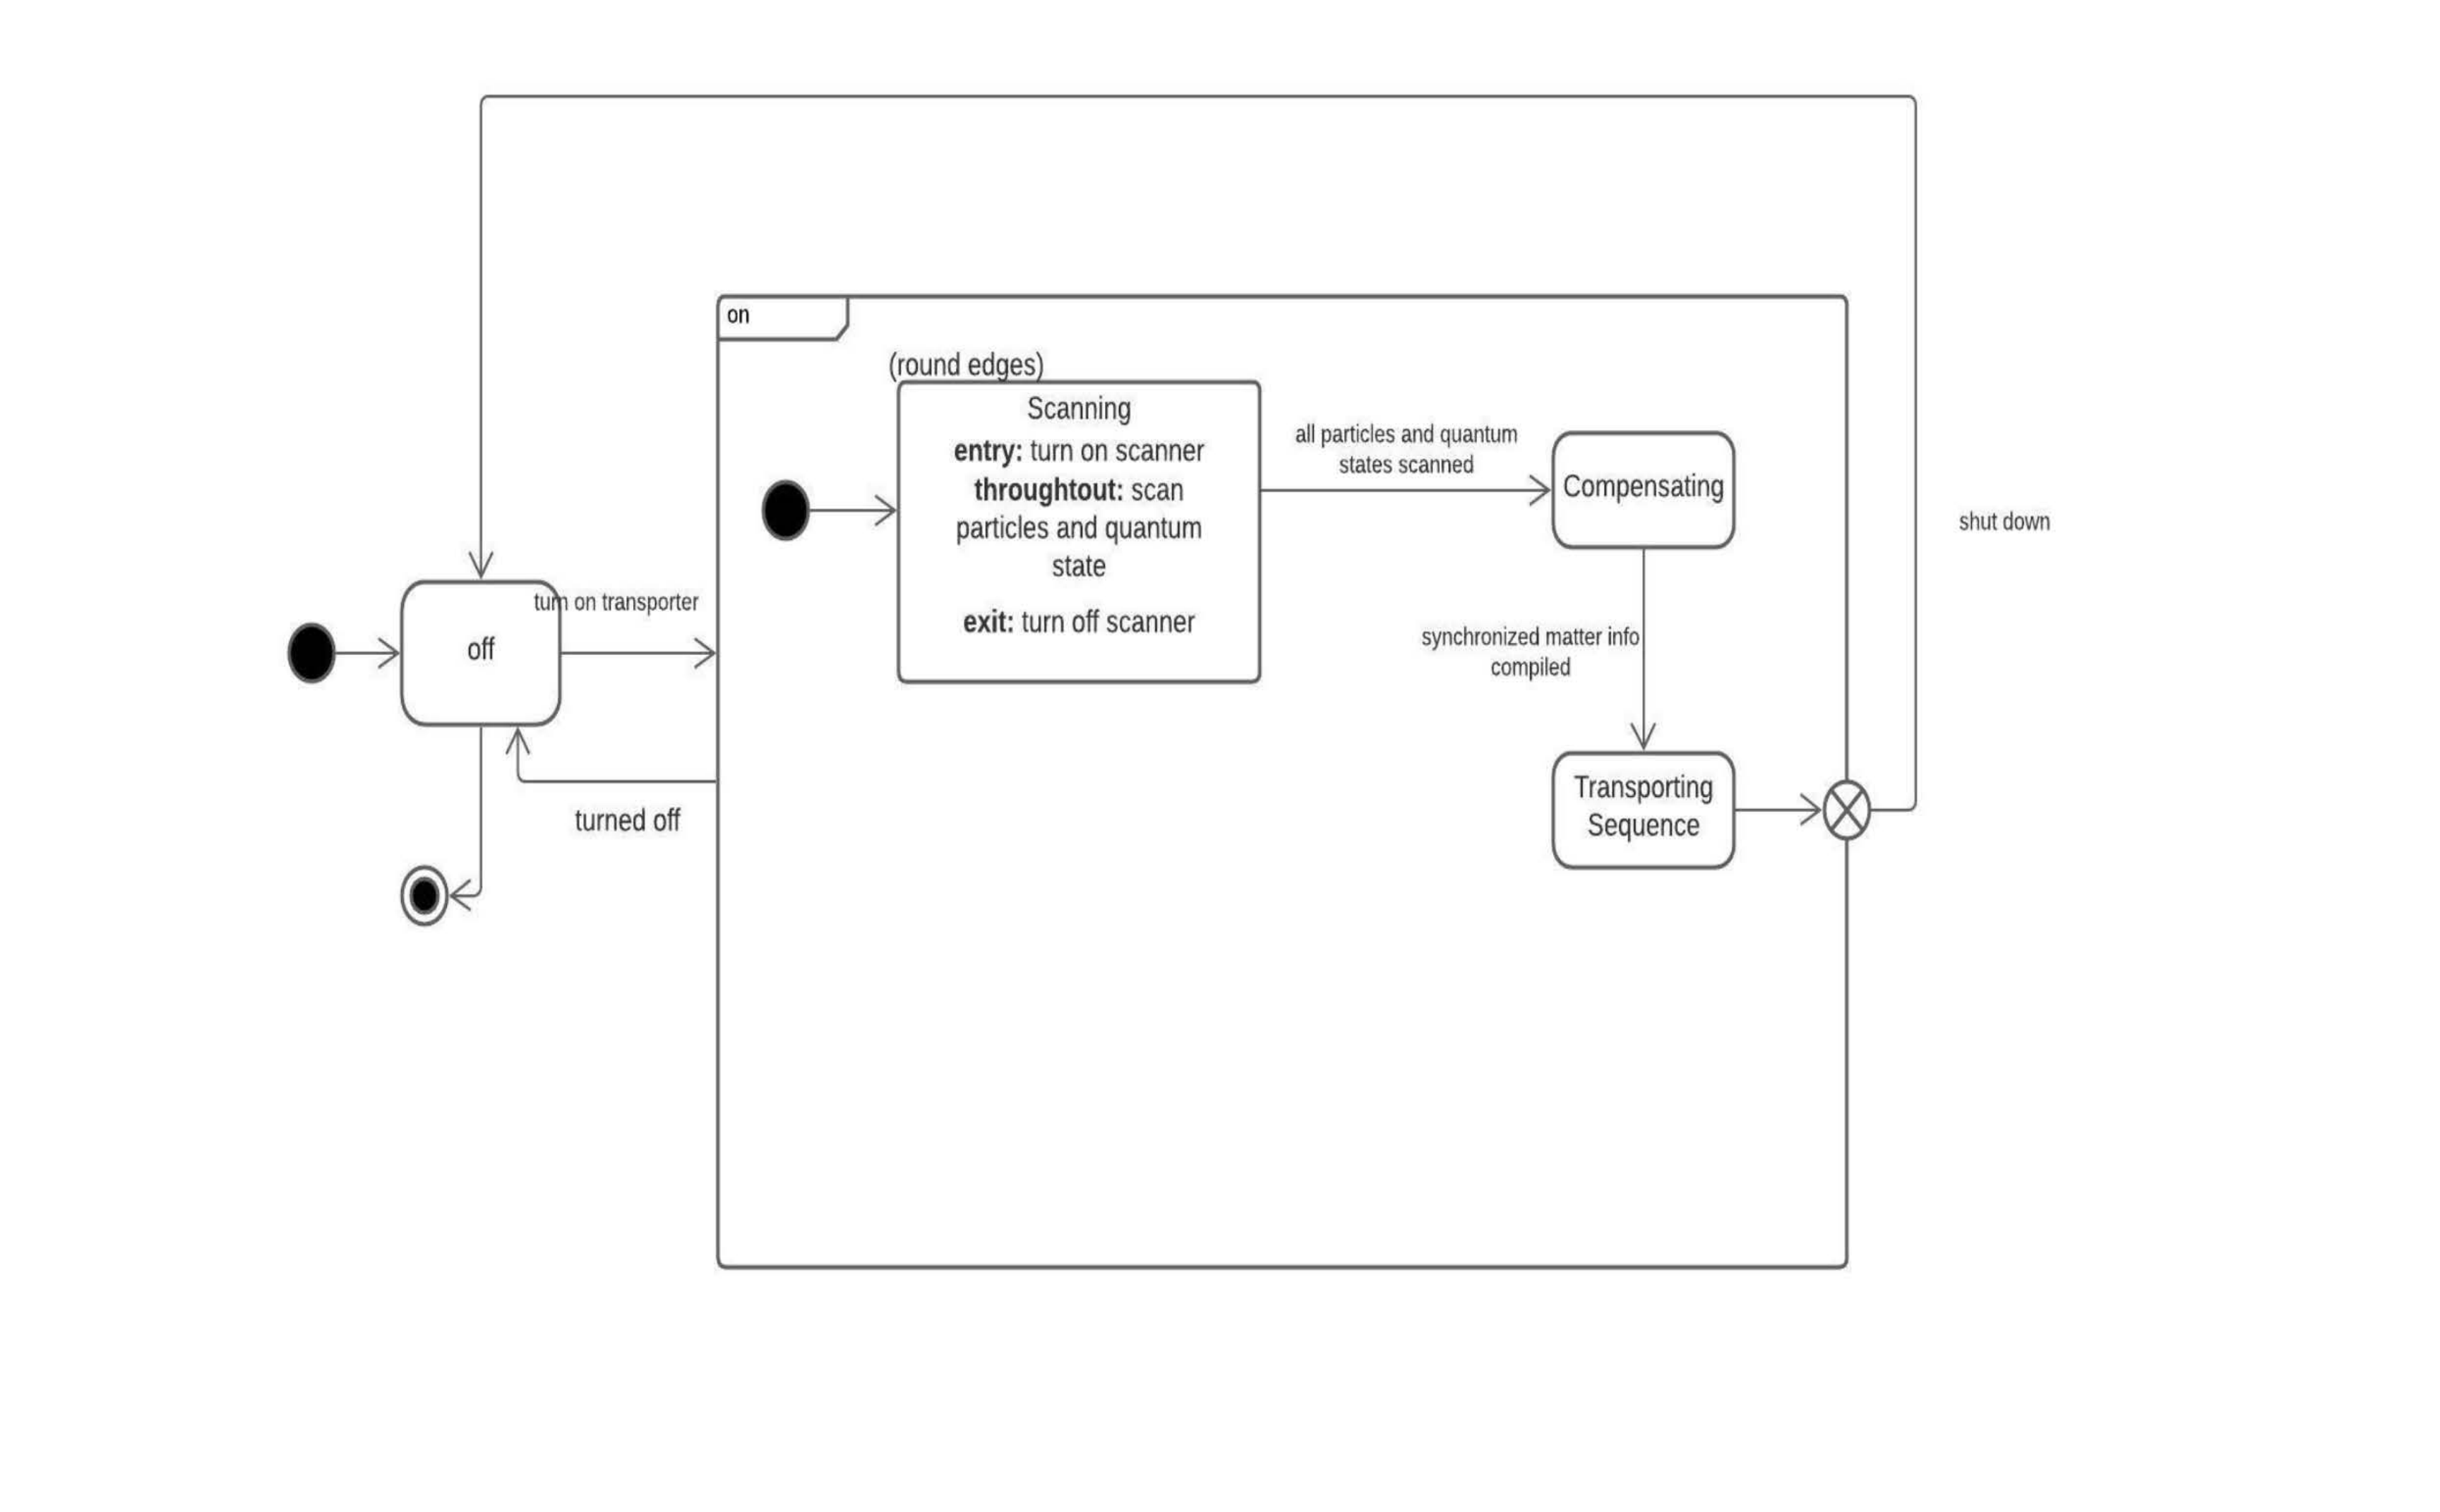 on
(round edges)
Scanning
entry: turn on scanner
throughtout: scan
particles and quantum
state
exit: turn off scanner
all particles and quantum
states scanned
Compensating
shut down
turn on transporter
off
synchronized matter info
compiled
turned off
Transporting
Sequence